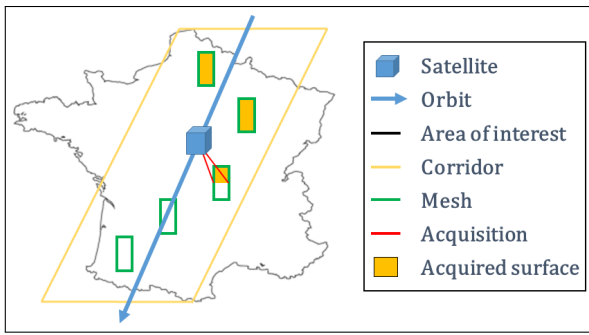 Satellite
Orbit
Area of interest
Corridor
Mesh
Acquisition
Acquired surface